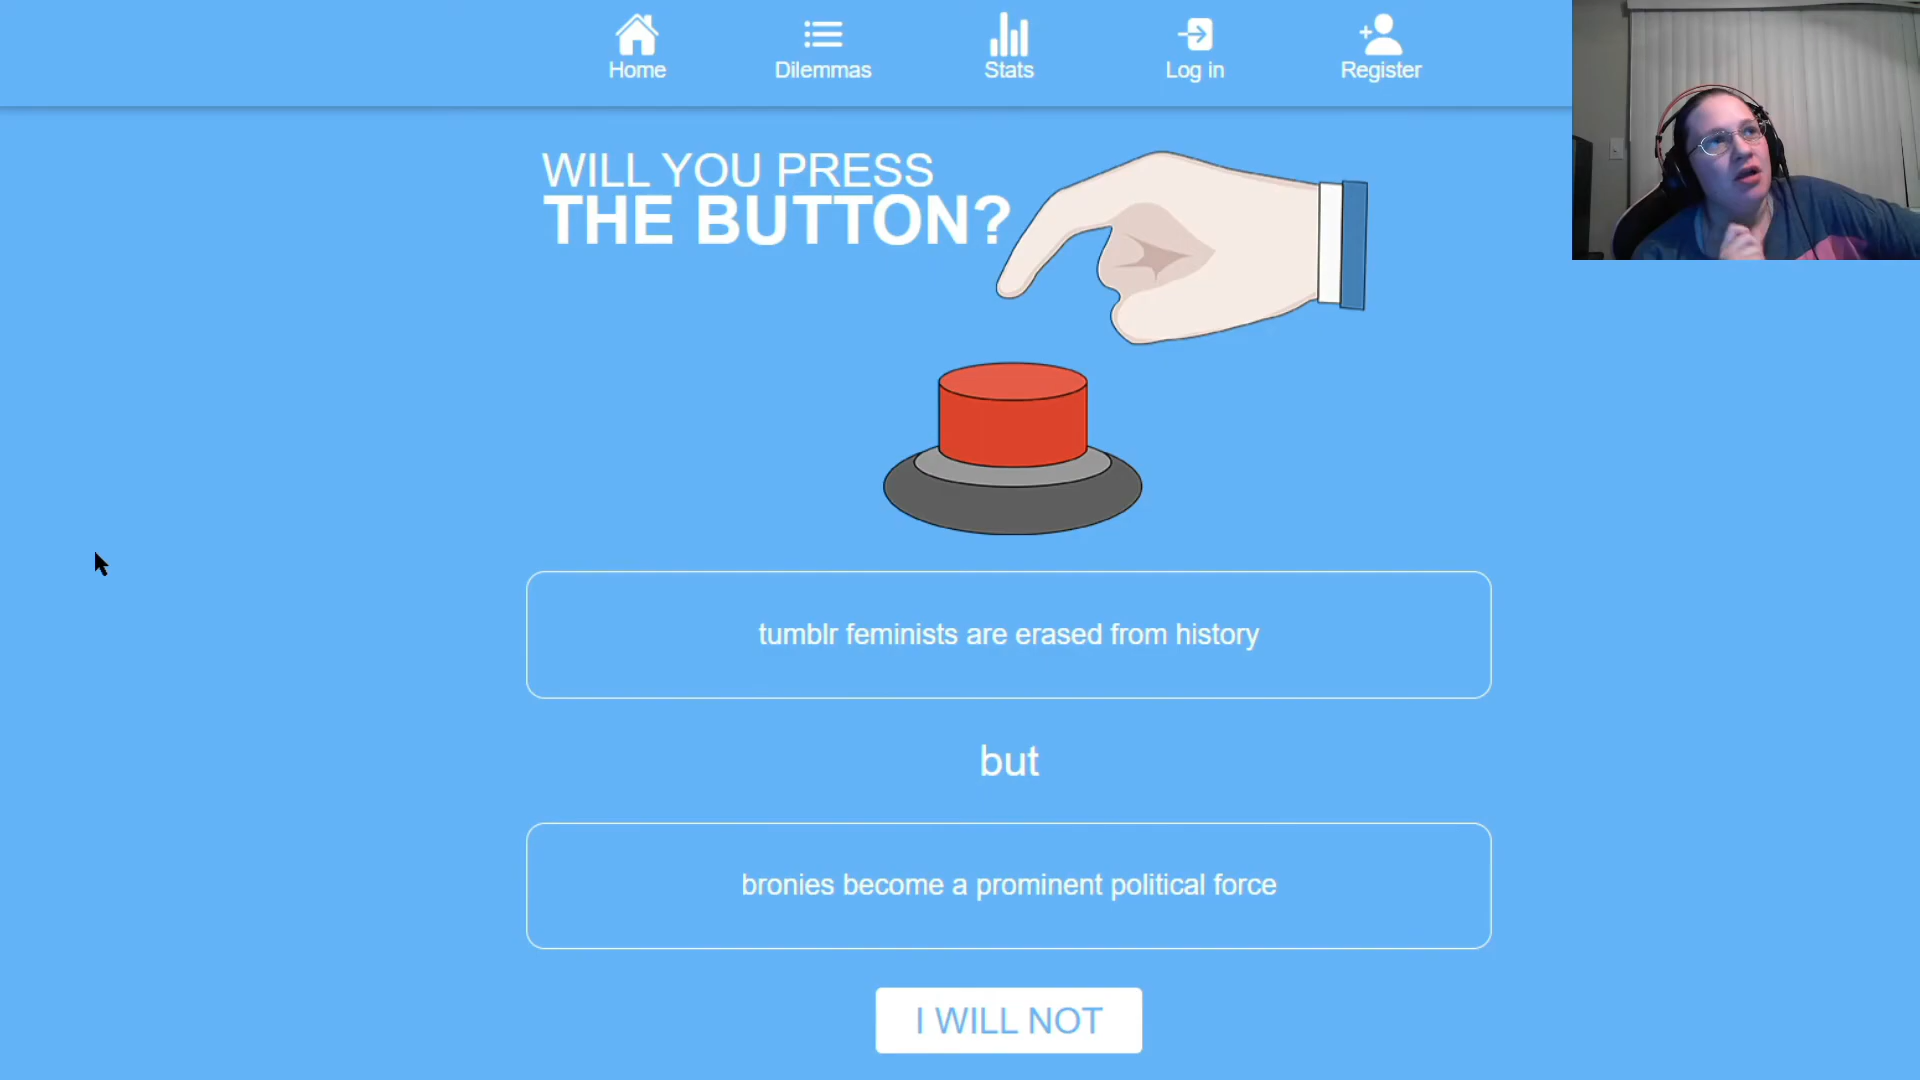 Home
Dilemmas
Stats
Log in
Register
WILL YOU PRESS
THE BUTTON?
tumblr feminists are erased from history
but
bronies become a prominent political force
I WILL NOT